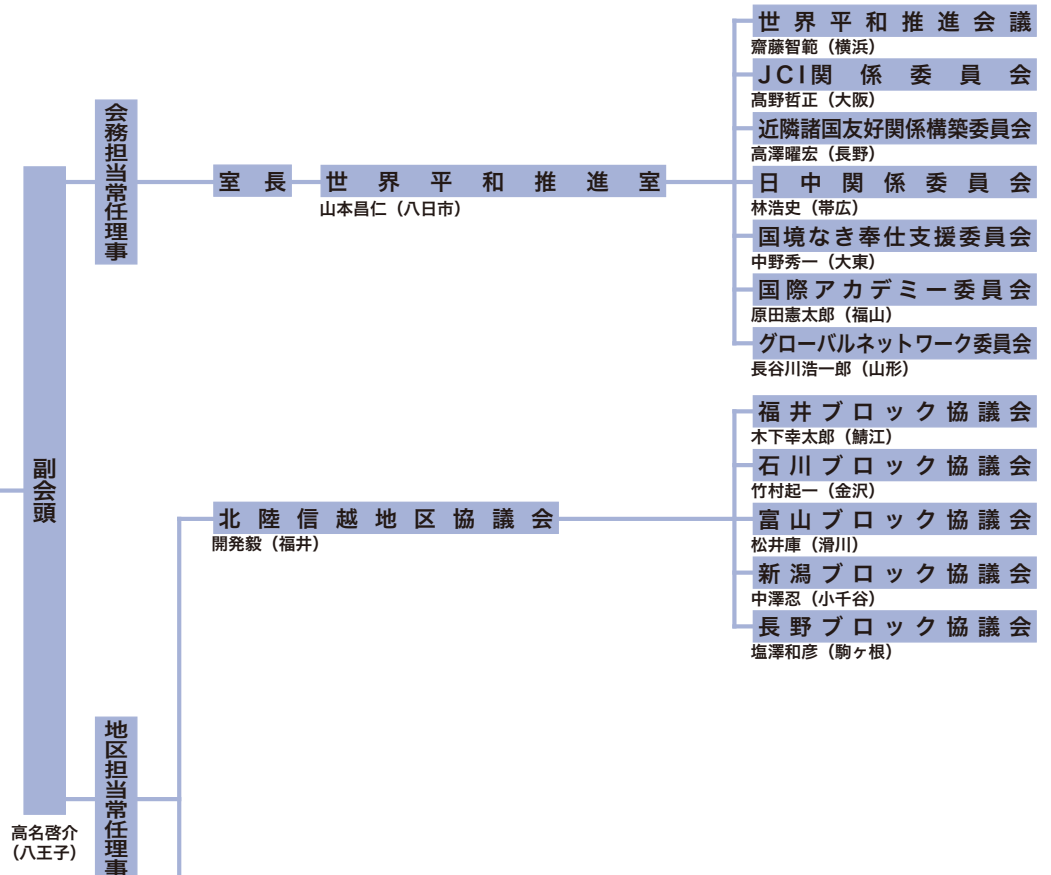 副会頭
高名啓介
(八王子)
会務担当常任理事
室長
世界平和推進室
山本昌仁（八日市）
世界平和推進会議
齋藤智範（横浜）
JCI関係委員会
髙野哲正（大阪）
近隣諸国友好関係構築委員会
高澤曜宏（長野）
日中関係委員会
林浩史（帯広）
国境なき奉仕支援委員会
中野秀一（大東）
国際アカデミー委員会
原田憲太郎（福山）
グローバルネットワーク委員会
長谷川浩一郎（山形）
地区担当常任理事
北陸信越地区協議会
開発毅（福井）
福井ブロック協議会
木下幸太郎（鯖江）
石川ブロック協議会
竹村起一（金沢）
富山ブロック協議会
松井庫（滑川）
新潟ブロック協議会
中澤忍（小千谷）
長野ブロック協議会
塩澤和彦（駒ヶ根）